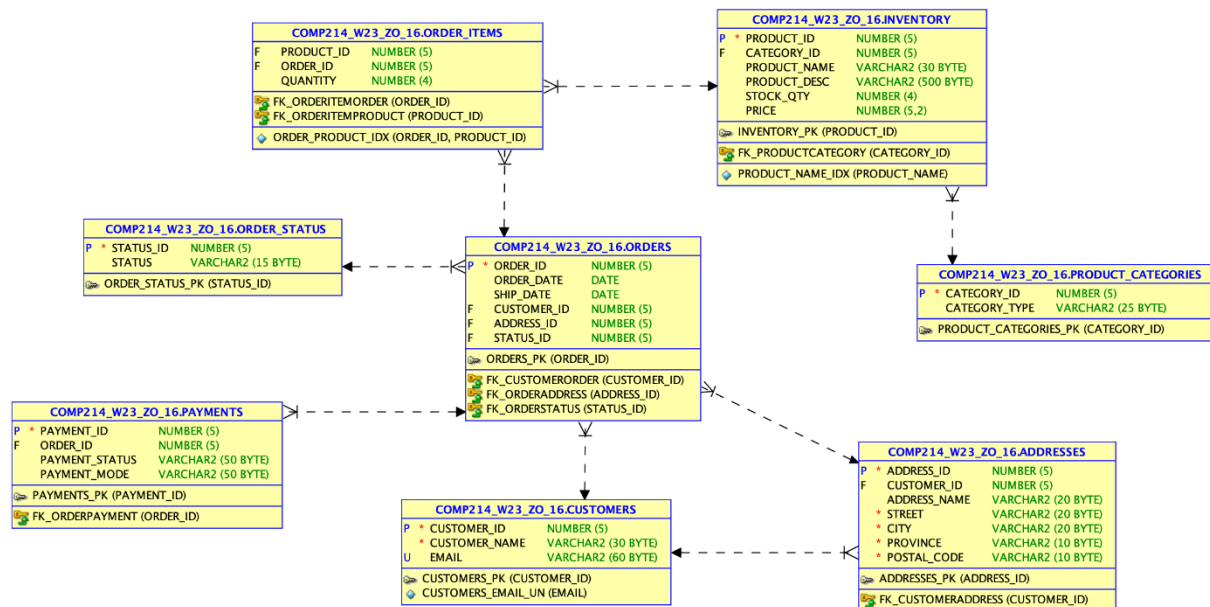 COMP214_W23_ZO_16.ORDER_ITEMS
F PRODUCT_ID NUMBER (5)
F ORDER_ID NUMBER (5)
QUANTITY NUMBER (4)
FK_ORDERITEMORDER (ORDER_ID)
FK_ORDERITEMPRODUCT (PRODUCT_ID)
ORDER_PRODUCT_IDX (ORDER_ID, PRODUCT_ID)
COMP214_W23_ZO_16.INVENTORY
P * PRODUCT_ID NUMBER (5)
F CATEGORY_ID NUMBER (5)
PRODUCT_NAME VARCHAR2 (30 BYTE)
PRODUCT_DESC VARCHAR2 (500 BYTE)
STOCK_QTY NUMBER (4)
PRICE NUMBER (5,2)
INVENTORY_PK (PRODUCT_ID)
FK_PRODUCTCATEGORY (CATEGORY_ID)
PRODUCT_NAME_IDX (PRODUCT_NAME)
COMP214_W23_ZO_16.ORDER_STATUS
P * STATUS_ID NUMBER (5)
STATUS VARCHAR2 (15 BYTE)
ORDER_STATUS_PK (STATUS_ID)
COMP214_W23_ZO_16.ORDERS
P * ORDER_ID NUMBER (5)
ORDER_DATE DATE
SHIP_DATE DATE
F CUSTOMER_ID NUMBER (5)
F ADDRESS_ID NUMBER (5)
F STATUS_ID NUMBER (5)
ORDERS_PK (ORDER_ID)
FK_CUSTOMERORDER (CUSTOMER_ID)
FK_ORDERADDRESS (ADDRESS_ID)
FK_ORDERSTATUS (STATUS_ID)
COMP214_W23_ZO_16.PRODUCT_CATEGORIES
P * CATEGORY_ID NUMBER (5)
CATEGORY_TYPE VARCHAR2 (25 BYTE)
PRODUCT_CATEGORIES_PK (CATEGORY_ID)
COMP214_W23_ZO_16.PAYMENTS
P * PAYMENT_ID NUMBER (5)
F ORDER_ID NUMBER (5)
PAYMENT_STATUS VARCHAR2 (50 BYTE)
PAYMENT_MODE VARCHAR2 (50 BYTE)
PAYMENTS_PK (PAYMENT_ID)
FK_ORDERPAYMENT (ORDER_ID)
COMP214_W23_ZO_16.CUSTOMERS
P * CUSTOMER_ID NUMBER (5)
* CUSTOMER_NAME VARCHAR2 (30 BYTE)
U EMAIL VARCHAR2 (60 BYTE)
CUSTOMERS_PK (CUSTOMER_ID)
CUSTOMERS_EMAIL_UN (EMAIL)
COMP214_W23_ZO_16.ADDRESSES
P * ADDRESS_ID NUMBER (5)
F CUSTOMER_ID NUMBER (5)
ADDRESS_NAME VARCHAR2 (20 BYTE)
* STREET VARCHAR2 (20 BYTE)
* CITY VARCHAR2 (20 BYTE)
* PROVINCE VARCHAR2 (10 BYTE)
* POSTAL_CODE VARCHAR2 (10 BYTE)
ADDRESSES_PK (ADDRESS_ID)
FK_CUSTOMERADDRESS (CUSTOMER_ID)